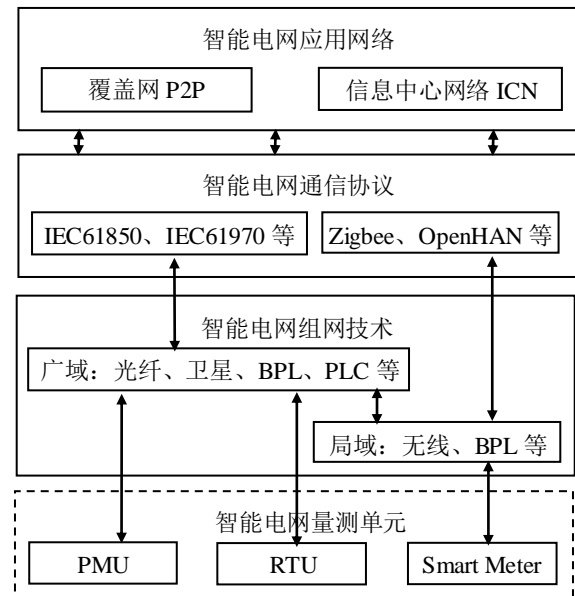 智能电网应用网络
覆盖网 P2P
信息中心网络 ICN
智能电网通信协议
IEC61850、IEC61970 等
Zigbee、OpenHAN 等
智能电网组网技术
广域：光纤、卫星、BPL、PLC 等
局域：无线、BPL 等
智能电网量测单元
PMU
RTU
Smart Meter